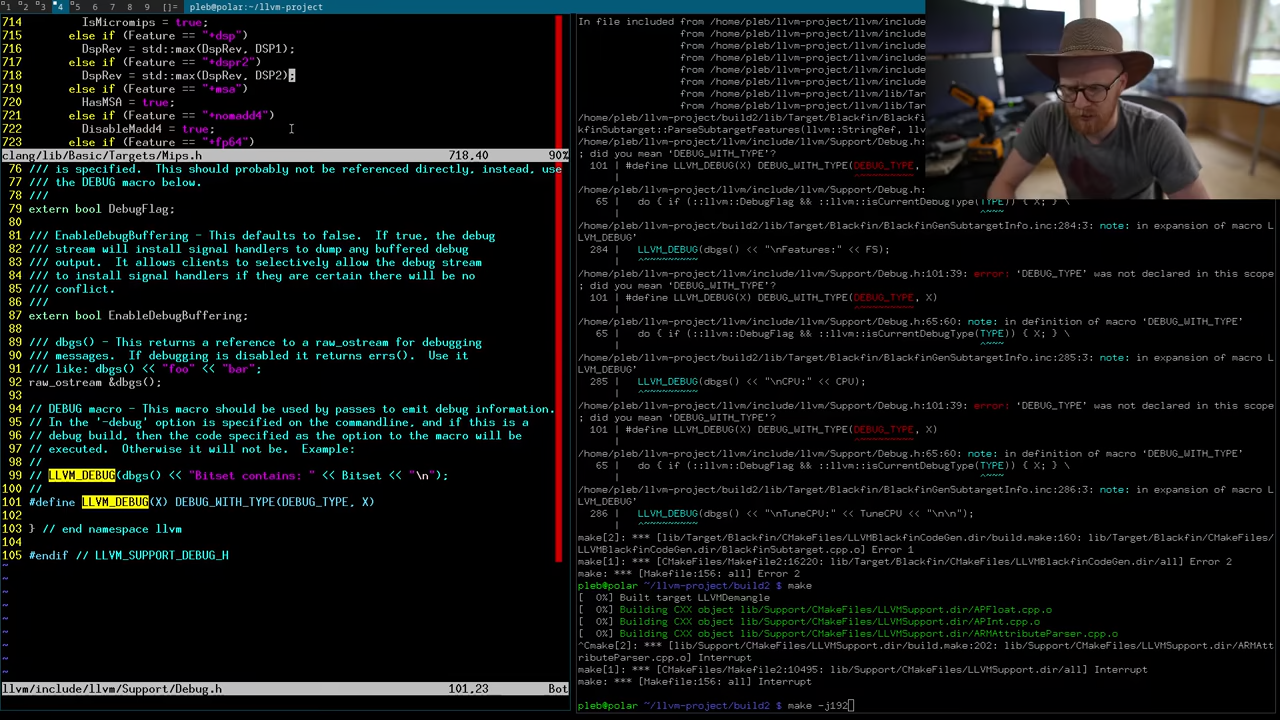 1 2 3 4 5 6 7 8 9 []= pleb@polar:~/llvm-project
714 IsMicromips = true;
715 else if (Feature == "+dsp")
716 DspRev = std::max(DspRev, DSP1);
717 else if (Feature == "+dspr2")
718 DspRev = std::max(DspRev, DSP2);
719 else if (Feature == "+msa")
720 HasMSA = true;
721 else if (Feature == "+nomadd4")
722 DisableMadd4 = true;
723 else if (Feature == "+fp64")
clang/lib/Basic/Targets/Mips.h 718,40 90%
76 /// is specified. This should probably not be referenced directly, instead, use
77 /// the DEBUG macro below.
78 ///
79 extern bool DebugFlag;
80
81 /// EnableDebugBuffering - This defaults to false. If true, the debug
82 /// stream will install signal handlers to dump any buffered debug
83 /// output. It allows clients to selectively allow the debug stream
84 /// to install signal handlers if they are certain there will be no
85 /// conflict.
86 ///
87 extern bool EnableDebugBuffering;
88
89 /// dbgs() - This returns a reference to a raw_ostream for debugging
90 /// messages. If debugging is disabled it returns errs(). Use it
91 /// like: dbgs() << "foo" << "bar";
92 raw_ostream &dbgs();
93
94 // DEBUG macro - This macro should be used by passes to emit debug information.
95 // In the '-debug' option is specified on the commandline, and if this is a
96 // debug build, then the code specified as the option to the macro will be
97 // executed. Otherwise it will not be. Example:
98 //
99 // LLVM_DEBUG(dbgs() << "Bitset contains: " << Bitset << "\n");
100 //
101 #define LLVM_DEBUG(X) DEBUG_WITH_TYPE(DEBUG_TYPE, X)
102
103 } // end namespace llvm
104
105 #endif // LLVM_SUPPORT_DEBUG_H
~
~
~
~
~
~
~
~
~
llvm/include/llvm/Support/Debug.h 101,23 Bot
In file included from /home/pleb/llvm-project/include
from /home/pleb/llvm-project/include
from /home/pleb/llvm-project/include
from /home/pleb/llvm-project/include
from /home/pleb/llvm-project/include
from /home/pleb/llvm-project/llvm/lib/Tar
from /home/pleb/llvm-project/llvm/lib/Tar
/home/pleb/llvm-project/build2/lib/Target/Blackfin/Blac
kfinSubtarget::ParseSubtargetFeatures(llvm::StringRef, ll
/home/pleb/llvm-project/llvm/include/llvm/Support/Debug.h
; did you mean 'DEBUG_WITH_TYPE'?
101 | #define LLVM_DEBUG(X) DEBUG_WITH_TYPE(DEBUG_TYPE,
|
/home/pleb/llvm-project/llvm/include/llvm/Support/Debug.h
65 | do { if (::llvm::DebugFlag && ::llvm::isCurrentDebugType(TYPE)) { X; } \
| ^~~~
/home/pleb/llvm-project/build2/lib/Target/Blackfin/BlackfinGenSubtargetInfo.inc:284:3: note: in expansion of macro 'L
LVM_DEBUG'
284 | LLVM_DEBUG(dbgs() << "\nFeatures:" << FS);
| ^~~~~~~~~~
/home/pleb/llvm-project/llvm/include/llvm/Support/Debug.h:101:39: error: 'DEBUG_TYPE' was not declared in this scope
; did you mean 'DEBUG_WITH_TYPE'?
101 | #define LLVM_DEBUG(X) DEBUG_WITH_TYPE(DEBUG_TYPE, X)
| ^~~~~~~~~~
/home/pleb/llvm-project/llvm/include/llvm/Support/Debug.h:65:60: note: in definition of macro 'DEBUG_WITH_TYPE'
65 | do { if (::llvm::DebugFlag && ::llvm::isCurrentDebugType(TYPE)) { X; } \
| ^~~~
/home/pleb/llvm-project/build2/lib/Target/Blackfin/BlackfinGenSubtargetInfo.inc:285:3: note: in expansion of macro 'L
LVM_DEBUG'
285 | LLVM_DEBUG(dbgs() << "\nCPU:" << CPU);
| ^~~~~~~~~~
/home/pleb/llvm-project/llvm/include/llvm/Support/Debug.h:101:39: error: 'DEBUG_TYPE' was not declared in this scope
; did you mean 'DEBUG_WITH_TYPE'?
101 | #define LLVM_DEBUG(X) DEBUG_WITH_TYPE(DEBUG_TYPE, X)
| ^~~~~~~~~~
/home/pleb/llvm-project/llvm/include/llvm/Support/Debug.h:65:60: note: in definition of macro 'DEBUG_WITH_TYPE'
65 | do { if (::llvm::DebugFlag && ::llvm::isCurrentDebugType(TYPE)) { X; } \
| ^~~~
/home/pleb/llvm-project/build2/lib/Target/Blackfin/BlackfinGenSubtargetInfo.inc:286:3: note: in expansion of macro 'L
LVM_DEBUG'
286 | LLVM_DEBUG(dbgs() << "\nTuneCPU:" << TuneCPU << "\n\n");
| ^~~~~~~~~~
make[2]: *** [lib/Target/Blackfin/CMakeFiles/LLVMBlackfinCodeGen.dir/build.make:160: lib/Target/Blackfin/CMakeFiles/
LLVMBlackfinCodeGen.dir/BlackfinSubtarget.cpp.o] Error 1
make[1]: *** [CMakeFiles/Makefile2:16220: lib/Target/Blackfin/CMakeFiles/LLVMBlackfinCodeGen.dir/all] Error 2
make: *** [Makefile:156: all] Error 2
pleb@polar ~/llvm-project/build2 $ make
[ 0%] Built target LLVMDemangle
[ 0%] Building CXX object lib/Support/CMakeFiles/LLVMSupport.dir/APFloat.cpp.o
[ 0%] Building CXX object lib/Support/CMakeFiles/LLVMSupport.dir/APInt.cpp.o
[ 0%] Building CXX object lib/Support/CMakeFiles/LLVMSupport.dir/ARMAttributeParser.cpp.o
^Cmake[2]: *** [lib/Support/CMakeFiles/LLVMSupport.dir/build.make:202: lib/Support/CMakeFiles/LLVMSupport.dir/ARMAtt
ributeParser.cpp.o] Interrupt
make[1]: *** [CMakeFiles/Makefile2:10495: lib/Support/CMakeFiles/LLVMSupport.dir/all] Interrupt
make: *** [Makefile:156: all] Interrupt

pleb@polar ~/llvm-project/build2 $ make -j192